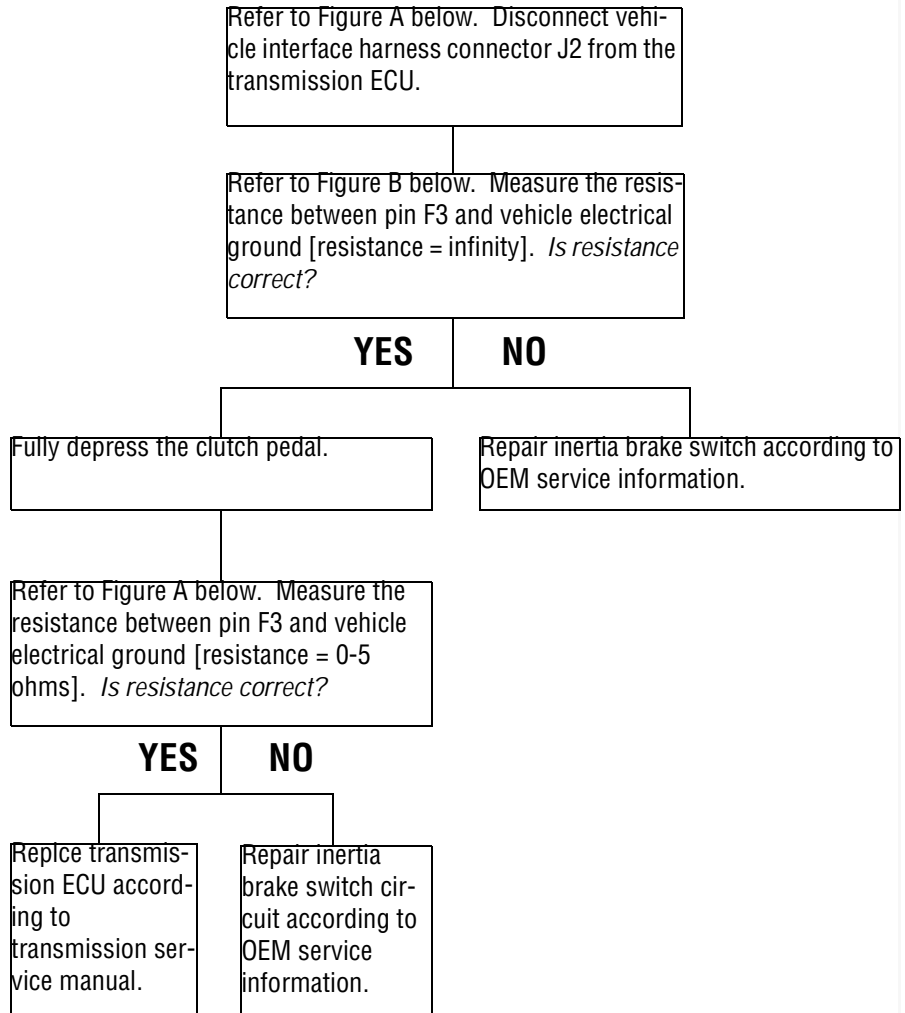 Refer to Figure A below.  Disconnect vehi-
cle interface harness connector J2 from the
transmission ECU.
Refer to Figure B below.  Measure the resis-
tance between pin F3 and vehicle electrical
ground [resistance = infinity].  Is resistance
correct?
YES
NO
Fully depress the clutch pedal.
Repair inertia brake switch according to
OEM service information.
Refer to Figure A below.  Measure the
resistance between pin F3 and vehicle
electrical ground [resistance = 0-5
ohms].  Is resistance correct?
YES
NO
Replce transmis-
sion ECU accord-
ing to
transmission ser-
vice manual.
Repair inertia
brake switch cir-
cuit according to
OEM service
information.